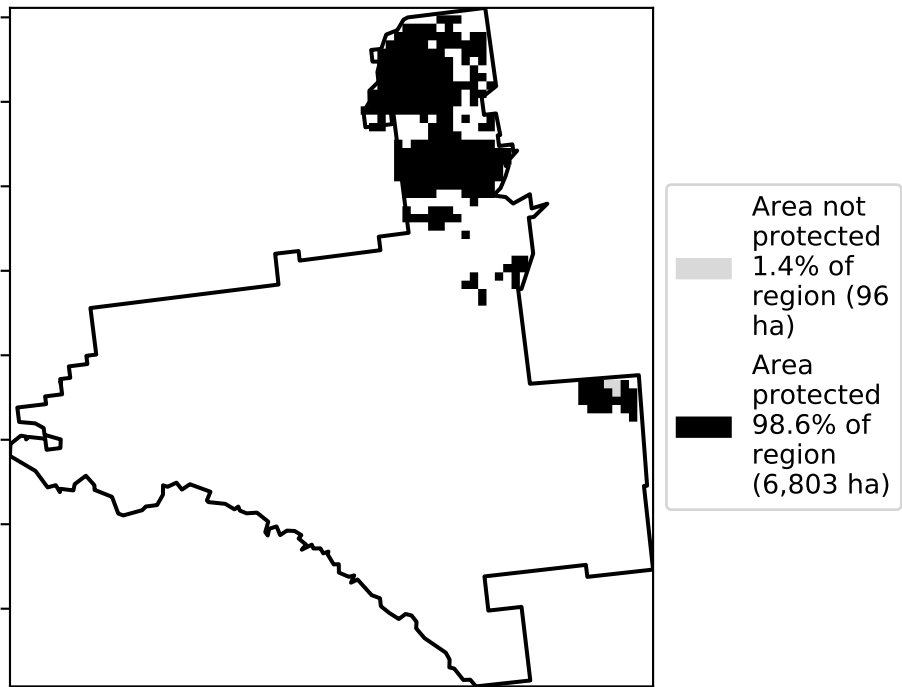 Area not
protected
1.4% of
region (96
ha)
Area
protected
98.6% of
region
(6,803 ha)